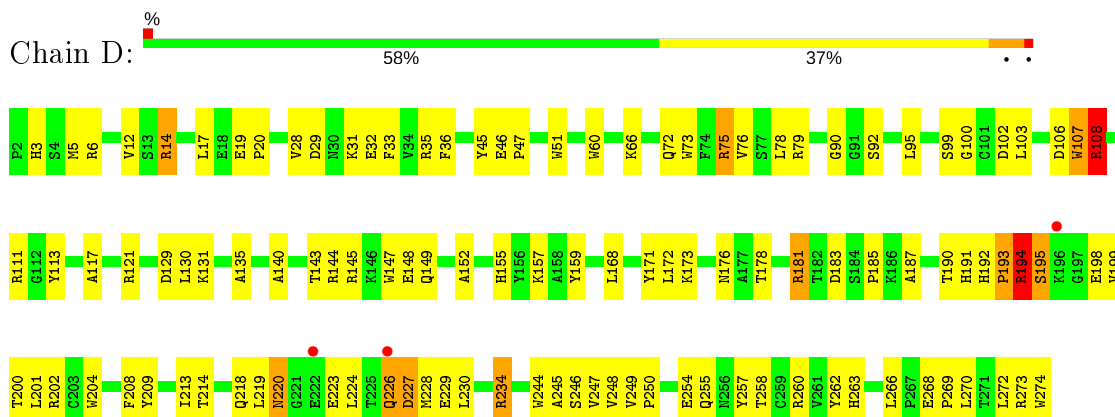 %
Chain D:
58% 37% • •
P2 H3 S4 M5 R6 V12 S13 R14 L17 E18 E19 P20 V28 D29 N30 K31 E32 F33 V34 R35 F36 Y45 E46 P47 W51 W60 K66 Q72 W73 F74 R75 V76 S77 L78 R79 G90 G91 S92 L95 S99 G100 C101 D102 L103 D106 W107 R108
R111 G112 Y113 A117 R121 D129 L130 K131 A135 A140 T143 R144 R145 K146 W147 E148 Q149 A152 H155 Y156 K157 A158 Y159 L168 Y171 L172 K173 N176 A177 T178 R181 T182 D183 S184 P185 K186 A187 T190 H191 H192 P193 R194 S195 K196 G197 E198 V199
T200 L201 R202 C203 W204 F208 Y209 I213 T214 Q218 L219 N220 G221 E222 E223 L224 T225 Q226 D227 M228 E229 L230 R234 W244 A245 S246 V247 V248 V249 P250 E254 Q255 N256 Y257 T258 C259 R260 V261 Y262 H263 L266 P267 E268 P269 L270 T271 L272 R273 W274